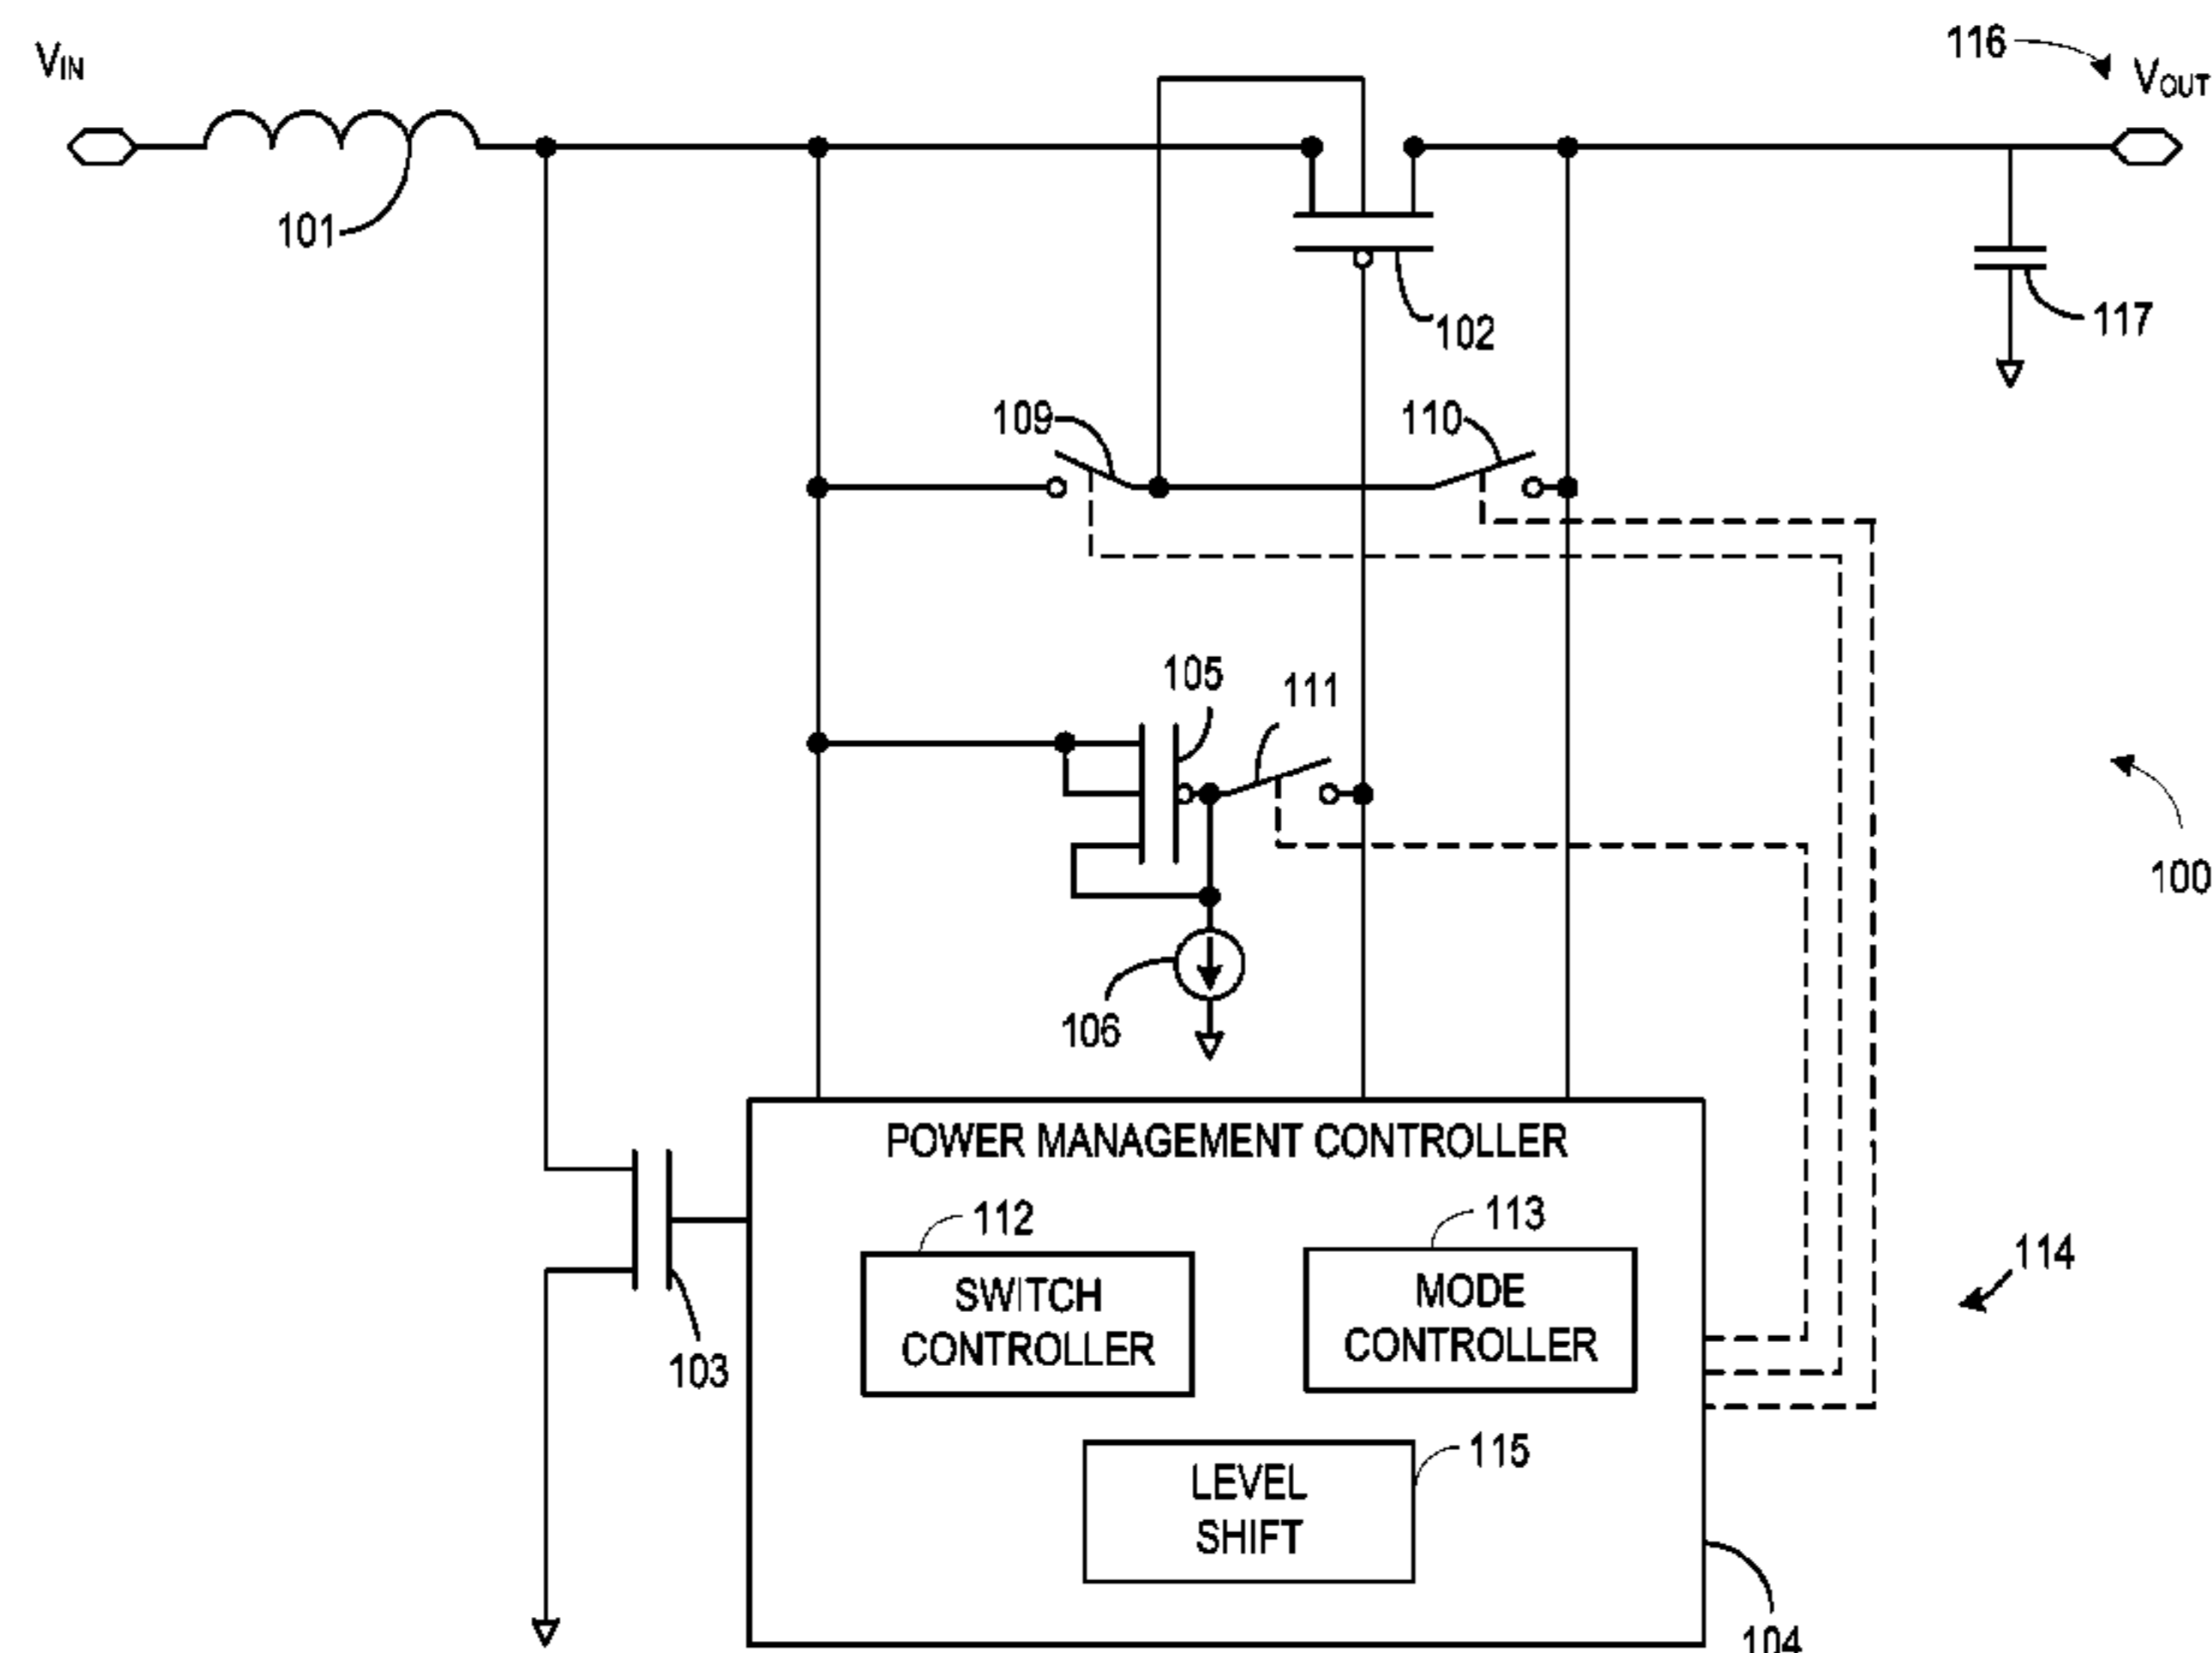 VIN
116
VOUT
101
102
117
109
110
105
111
100
106
POWER MANAGEMENT CONTROLLER
112
113
114
SWITCH
CONTROLLER
MODE
CONTROLLER
103
115
LEVEL
SHIFT
104